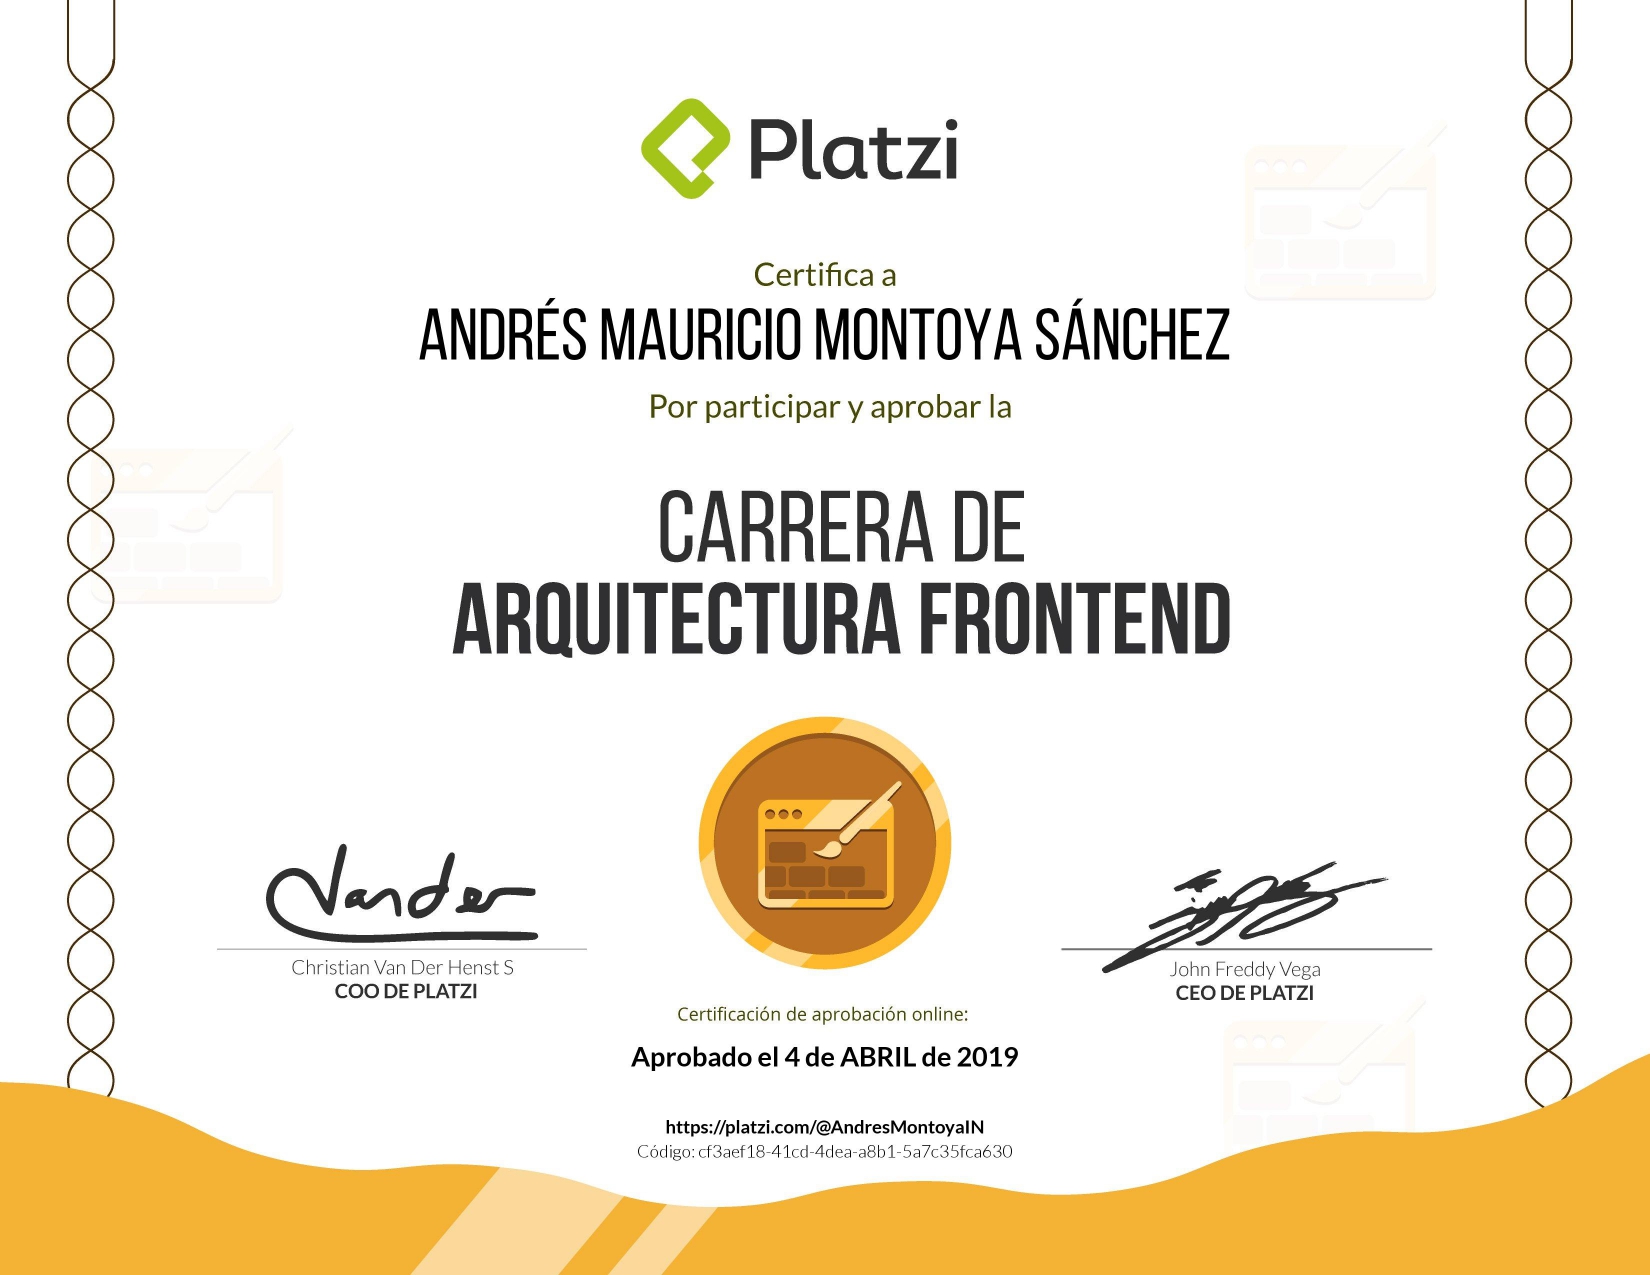 Platzi
Certifica a
ANDRÉS MAURICIO MONTOYA SÁNCHEZ
Por participar y aprobar la
CARRERA DE
ARQUITECTURA FRONTEND
Vander
Christian Van Der Henst S
COO DE PLATZI
John Freddy Vega
CEO DE PLATZI
Certificación de aprobación online:
Aprobado el 4 de ABRIL de 2019
https://platzi.com/@AndresMontoyaIN
Código: cf3aef18-41cd-4dea-a8b1-5a7c35fca630